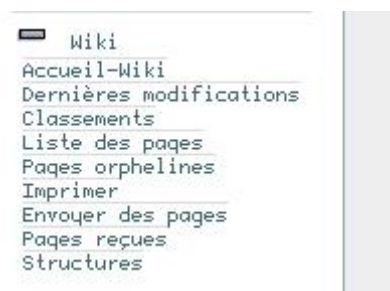 Wiki
Accueil-Wiki
Dernières modifications
Classements
Liste des pages
Pages orphelines
Imprimer
Envoyer des pages
Pages reçues
Structures